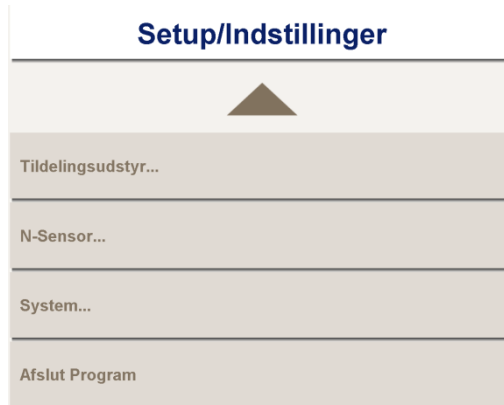 Setup/Indstillinger
Tildelingsudstyr...
N-Sensor...
System...
Afslut Program